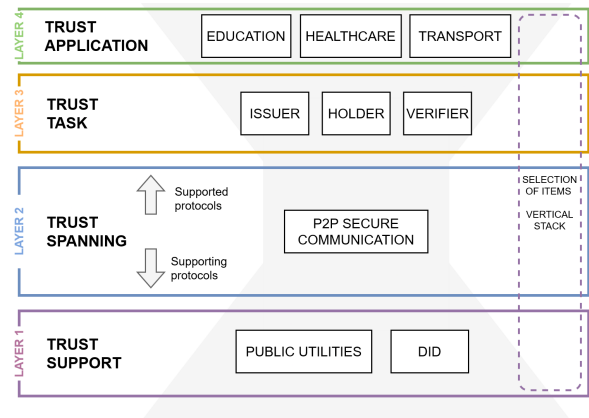 LAYER 4
TRUST
APPLICATION
EDUCATION
HEALTHCARE
TRANSPORT
LAYER 3
TRUST
TASK
ISSUER
HOLDER
VERIFIER
LAYER 2
TRUST
SPANNING
Supported
protocols
Supporting
protocols
P2P SECURE
COMMUNICATION
SELECTION
OF ITEMS
VERTICAL
STACK
LAYER 1
TRUST
SUPPORT
PUBLIC UTILITIES
DID